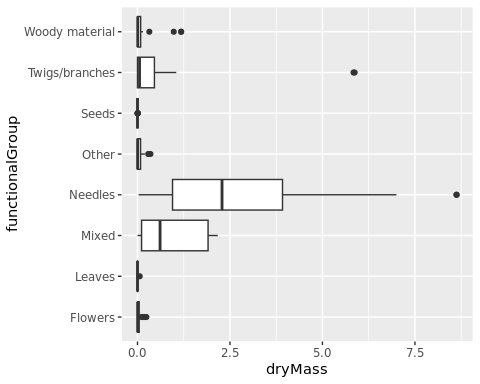 functionalGroup
Woody material
Twigs/branches
Seeds
Other
Needles
Mixed
Leaves
Flowers
0.0 2.5 5.0 7.5
dryMass